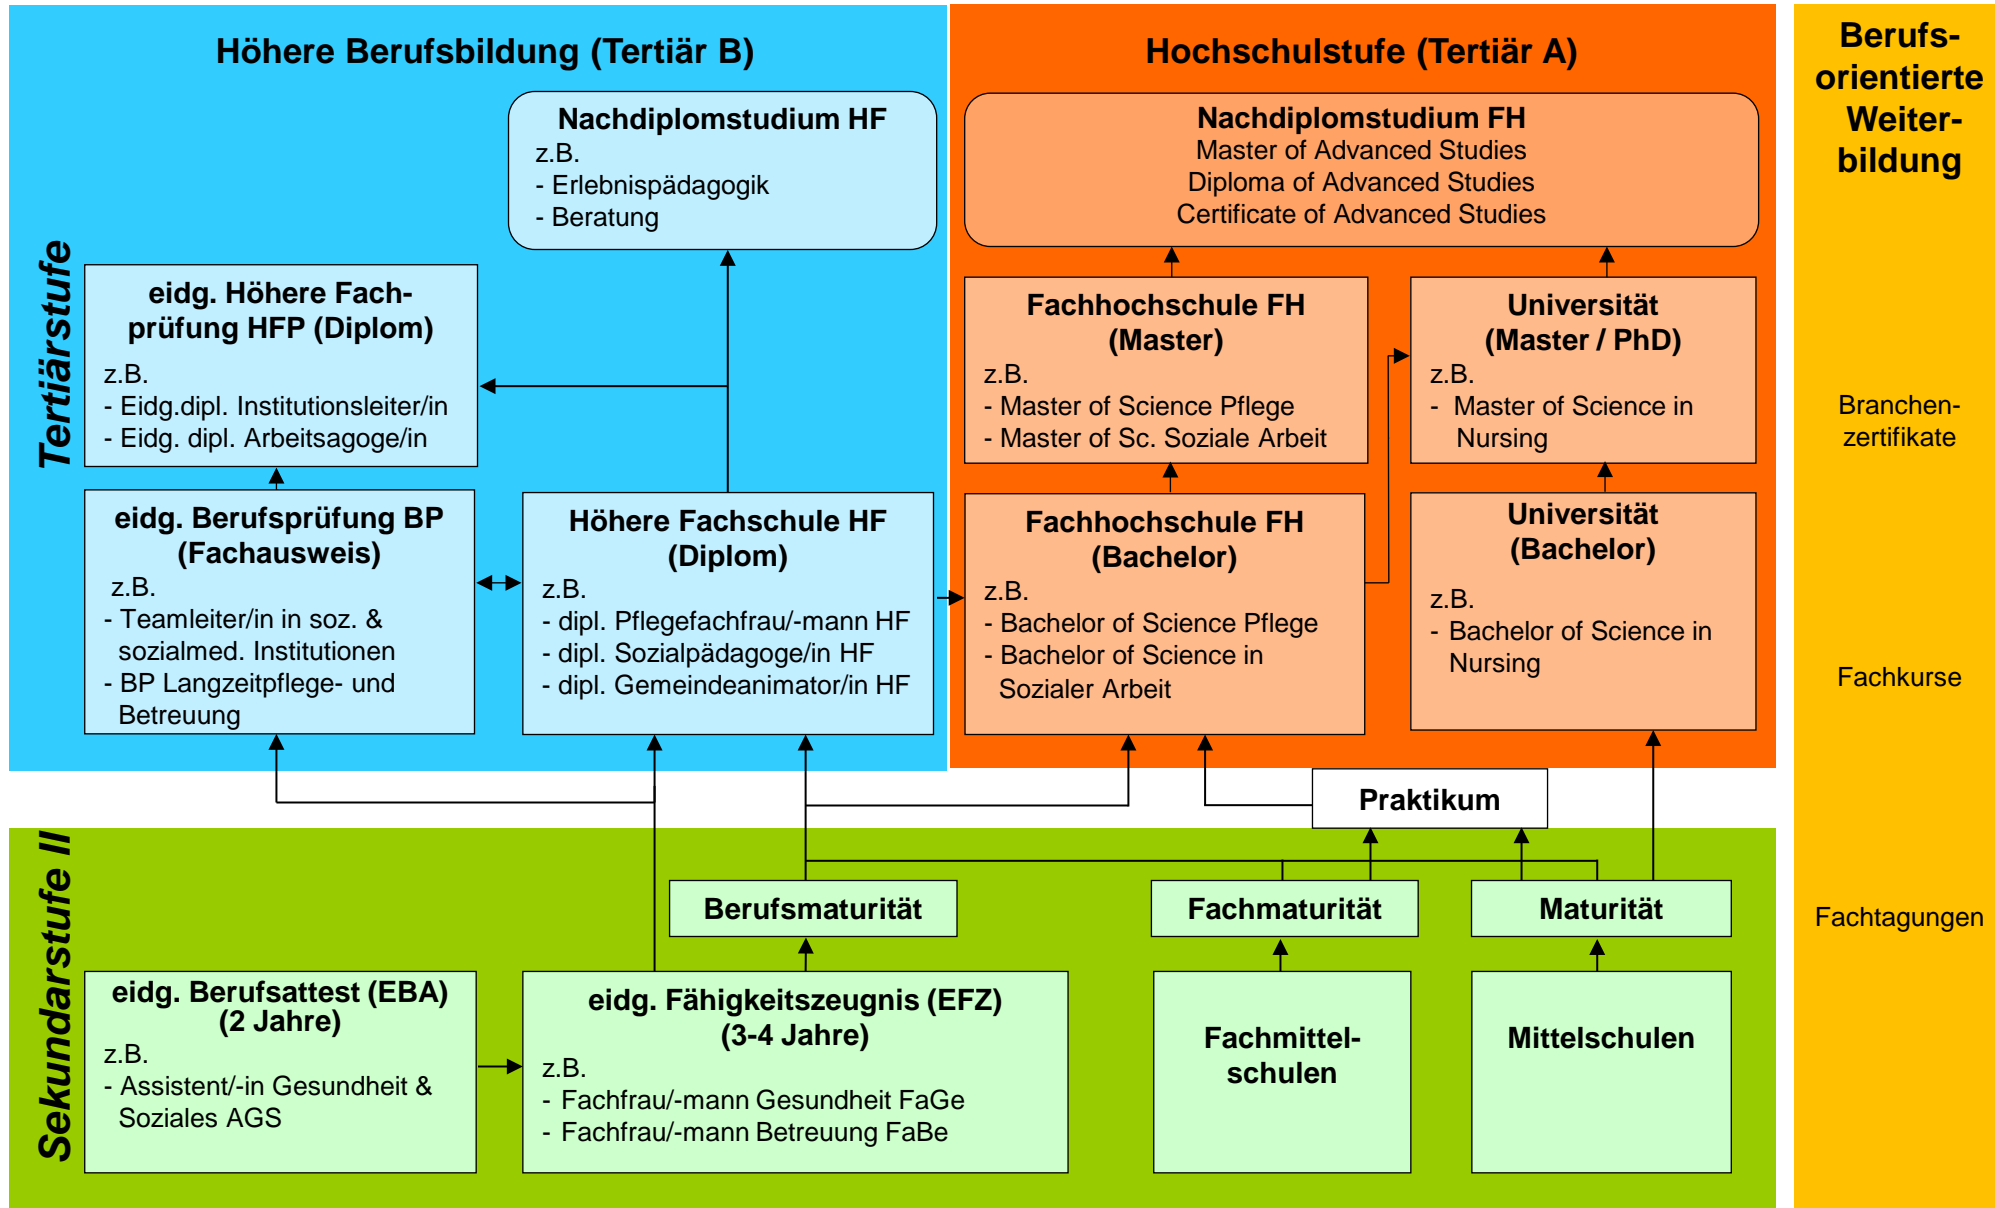 Höhere Berufsbildung (Tertiär B)
Nachdiplomstudium HF
z.B.
- Erlebnispädagogik
- Beratung
Tertiärstufe
eidg. Höhere Fach-
prüfung HFP (Diplom)
z.B.
- Eidg.dipl. Institutionsleiter/in
- Eidg. dipl. Arbeitsagoge/in
eidg. Berufsprüfung BP
(Fachausweis)
z.B.
- Teamleiter/in in soz. &
sozialmed. Institutionen
- BP Langzeitpflege- und
Betreuung
Höhere Fachschule HF
(Diplom)
z.B.
- dipl. Pflegefachfrau/-mann HF
- dipl. Sozialpädagoge/in HF
- dipl. Gemeindeanimator/in HF
Hochschulstufe (Tertiär A)
Nachdiplomstudium FH
Master of Advanced Studies
Diploma of Advanced Studies
Certificate of Advanced Studies
Fachhochschule FH
(Master)
z.B.
- Master of Science Pflege
- Master of Sc. Soziale Arbeit
Universität
(Master / PhD)
z.B.
- Master of Science in
Nursing
Fachhochschule FH
(Bachelor)
z.B.
- Bachelor of Science Pflege
- Bachelor of Science in
Sozialer Arbeit
Universität
(Bachelor)
z.B.
- Bachelor of Science in
Nursing
Praktikum
Sekundarstufe II
Berufsmaturität
Fachmaturität
Maturität
eidg. Berufsattest (EBA)
(2 Jahre)
z.B.
- Assistent/-in Gesundheit &
Soziales AGS
eidg. Fähigkeitszeugnis (EFZ)
(3-4 Jahre)
z.B.
- Fachfrau/-mann Gesundheit FaGe
- Fachfrau/-mann Betreuung FaBe
Fachmittel-
schulen
Mittelschulen
Berufs-
orientierte
Weiter-
bildung
Branchen-
zertifikate
Fachkurse
Fachtagungen